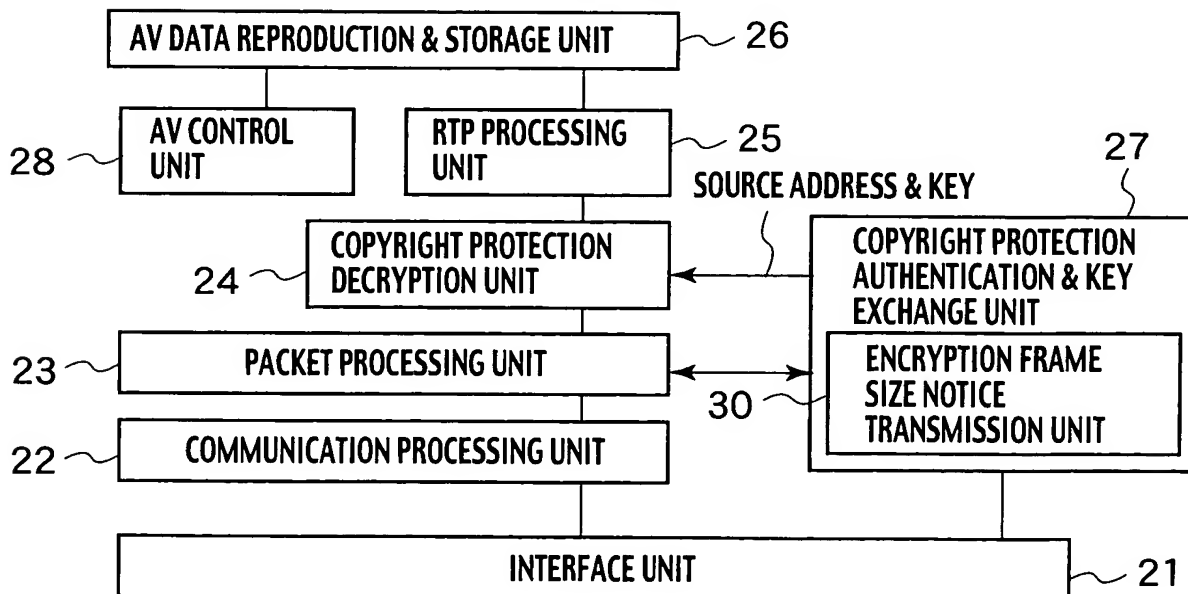 AV DATA REPRODUCTION & STORAGE UNIT
26
AV CONTROL
UNIT
28
RTP PROCESSING
UNIT
25
27
SOURCE ADDRESS & KEY
COPYRIGHT PROTECTION
DECRYPTION UNIT
24
COPYRIGHT PROTECTION
AUTHENTICATION & KEY
EXCHANGE UNIT
PACKET PROCESSING UNIT
23
ENCRYPTION FRAME
SIZE NOTICE
TRANSMISSION UNIT
30
COMMUNICATION PROCESSING UNIT
22
INTERFACE UNIT
21